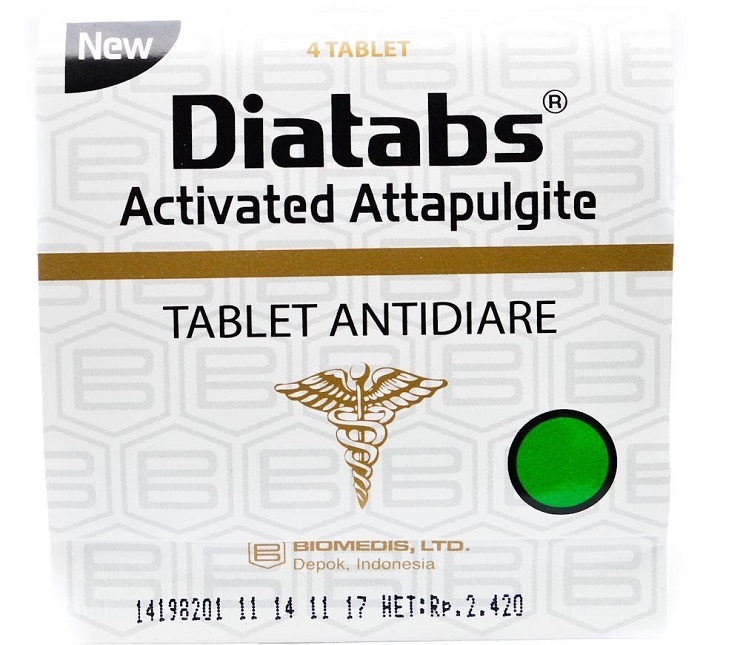 New
4 TABLET
Diatabs®
Activated Attapulgite
TABLET ANTIDIARE
BIOMEDIS, LTD.
Depok, Indonesia
14198201 11 14 11 17 HET:Rp.2.420